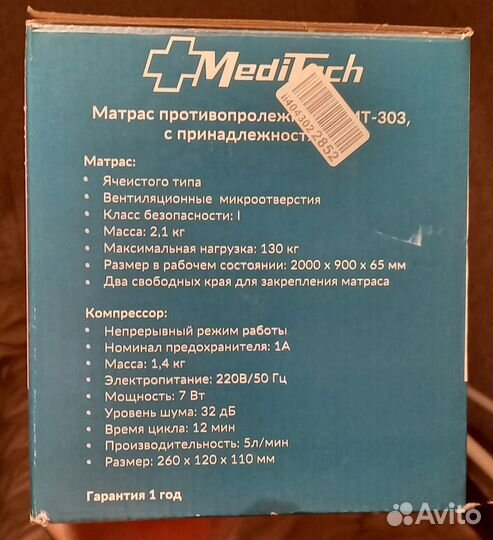 MediTech
Матрас противопролеж МТ-303,
с принадлежност
li404302 2852
Матрас:
• Ячеистого типа
• Вентиляционные микроотверстия
• Класс безопасности: I
• Масса: 2,1 кг
• Максимальная нагрузка: 130 кг
• Размер в рабочем состоянии: 2000 х 900 х 65 мм
• Два свободных края для закрепления матраса
Компрессор:
• Непрерывный режим работы
• Номинал предохранителя: 1А
• Масса: 1,4 кг
• Электропитание: 220В/50 Гц
• Мощность: 7 Вт
• Уровень шума: 32 дБ
• Время цикла: 12 мин
• Производительность: 5л/мин
• Размер: 260 х 120 х 110 мм
Гарантия 1 год
Avito